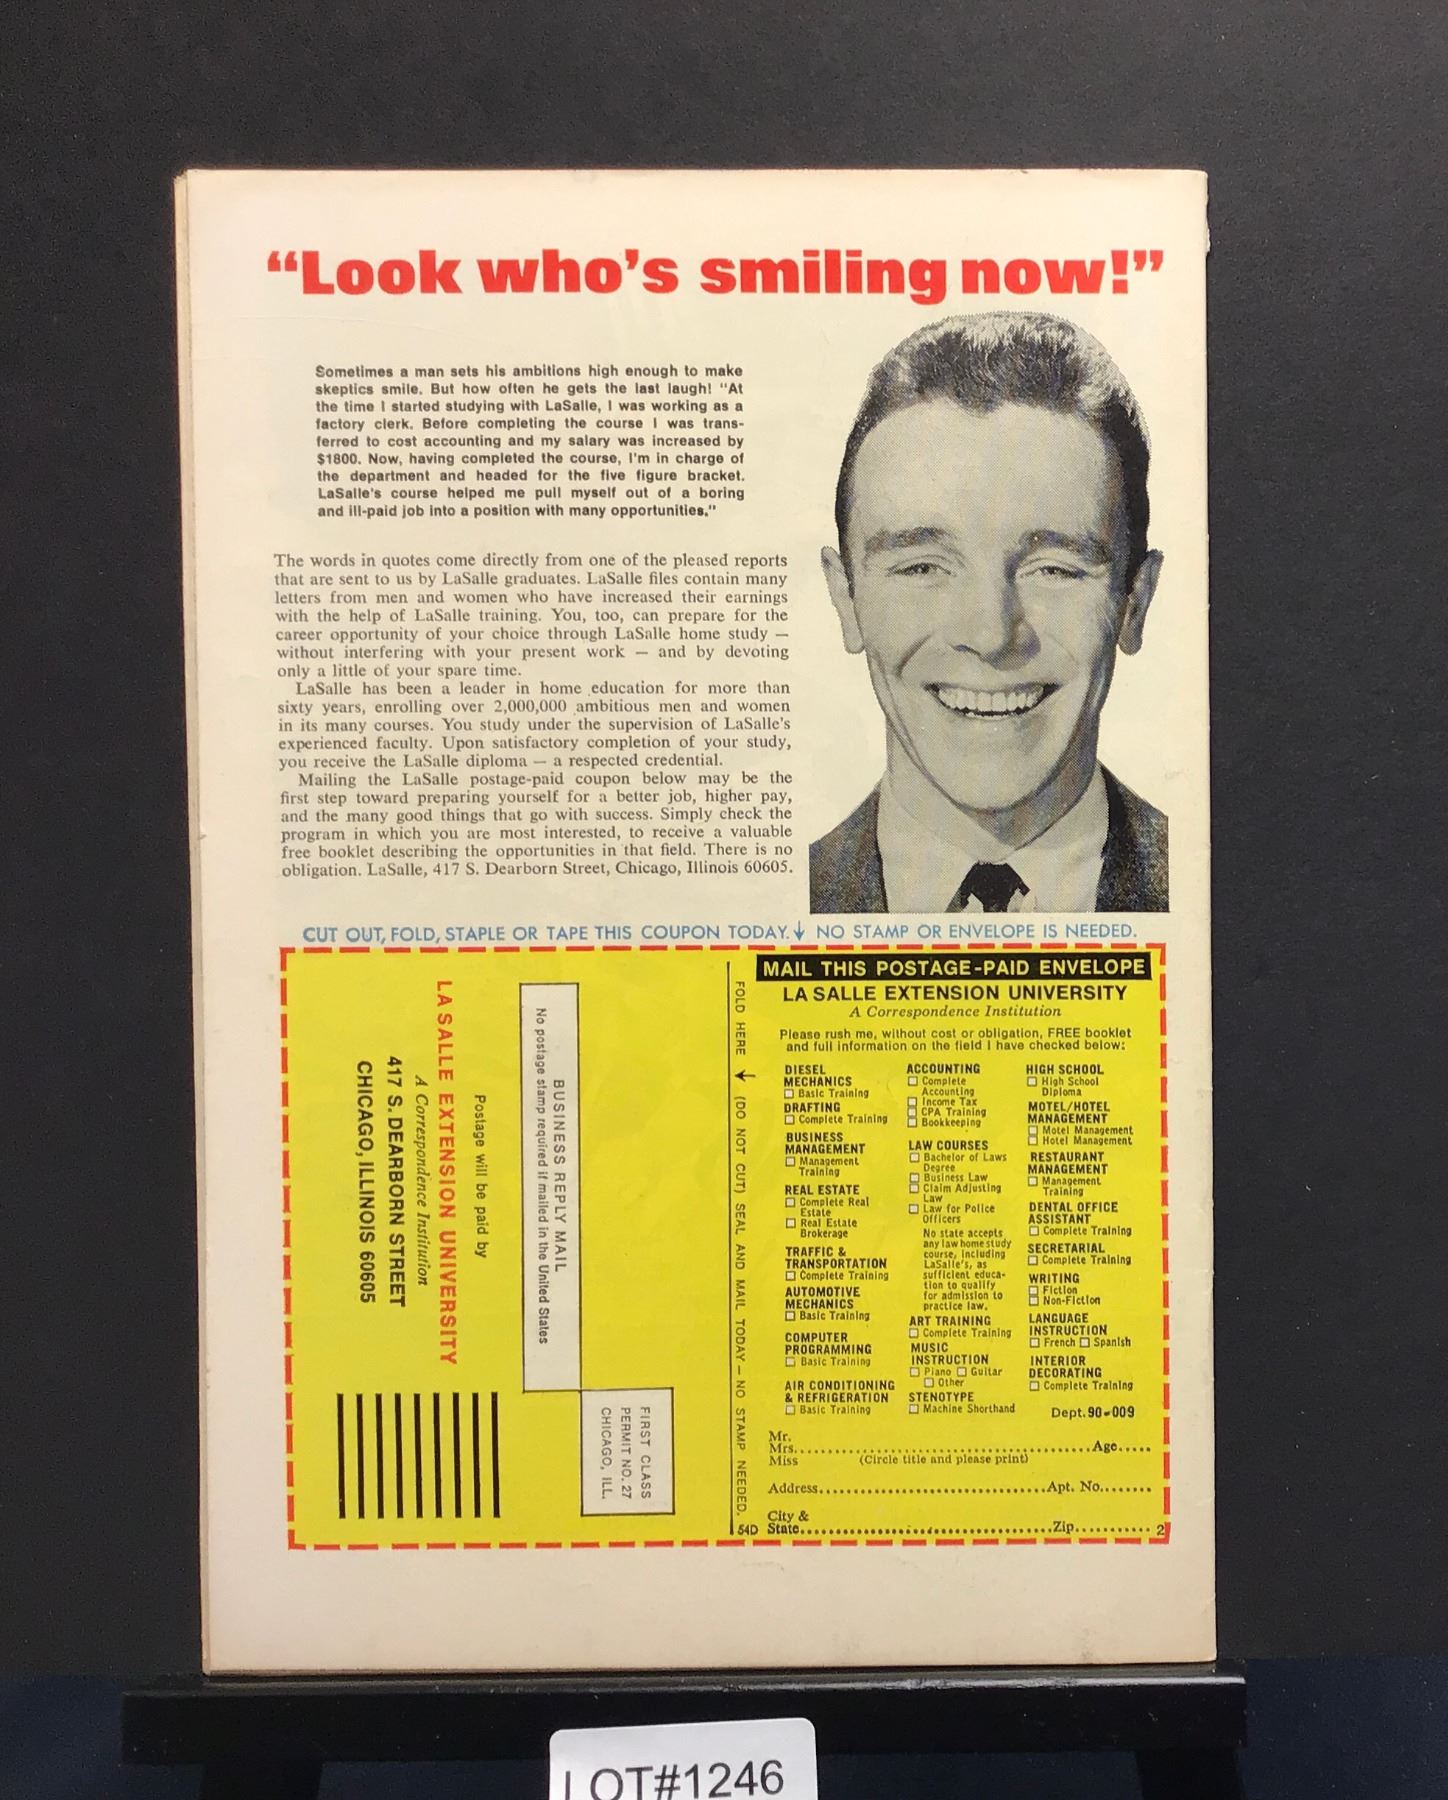 “Look who’s smiling now!”
Sometimes a man sets his ambitions high enough to make
skeptics smile. But how often he gets the last laugh! "At
the time I started studying with LaSalle, I was working as a
factory clerk. Before completing the course I was trans-
ferred to cost accounting and my salary was increased by
$1800. Now, having completed the course, I'm in charge of
the department and headed for the five figure bracket.
LaSalle's course helped me pull myself out of a boring
and ill-paid job into a position with many opportunities."
The words in quotes come directly from one of the pleased reports
that are sent to us by LaSalle graduates. LaSalle files contain many
letters from men and women who have increased their earnings
with the help of LaSalle training. You, too, can prepare for the
career opportunity of your choice through LaSalle home study —
without interfering with your present work — and by devoting
only a little of your spare time.
LaSalle has been a leader in home education for more than
sixty years, enrolling over 2,000,000 ambitious men and women
in its many courses. You study under the supervision of LaSalle's
experienced faculty. Upon satisfactory completion of your study,
you receive the LaSalle diploma — a respected credential.
Mailing the LaSalle postage-paid coupon below may be the
first step toward preparing yourself for a better job, higher pay,
and the many good things that go with success. Simply check the
program in which you are most interested, to receive a valuable
free booklet describing the opportunities in that field. There is no
obligation. LaSalle, 417 S. Dearborn Street, Chicago, Illinois 60605.
CUT OUT, FOLD, STAPLE OR TAPE THIS COUPON TODAY. ↓ NO STAMP OR ENVELOPE IS NEEDED.
FIRST CLASS
PERMIT NO. 27
CHICAGO, ILL.
BUSINESS REPLY MAIL
No postage stamp required if mailed in the United States
Postage will be paid by
LA SALLE EXTENSION UNIVERSITY
A Correspondence Institution
417 S. DEARBORN STREET
CHICAGO, ILLINOIS 60605
FOLD HERE ↓ (DO NOT CUT) SEAL AND MAIL TODAY — NO STAMP NEEDED.
54D
MAIL THIS POSTAGE-PAID ENVELOPE
LA SALLE EXTENSION UNIVERSITY
A Correspondence Institution
Please rush me, without cost or obligation, FREE booklet
and full information on the field I have checked below:
DIESEL
MECHANICS
☐ Basic Training
DRAFTING
☐ Complete Training
BUSINESS
MANAGEMENT
☐ Management
Training
REAL ESTATE
☐ Complete Real
Estate
☐ Real Estate
Brokerage
TRAFFIC &
TRANSPORTATION
☐ Complete Training
AUTOMOTIVE
MECHANICS
☐ Basic Training
COMPUTER
PROGRAMMING
☐ Basic Training
AIR CONDITIONING
& REFRIGERATION
☐ Basic Training
ACCOUNTING
☐ Complete
Accounting
☐ Income Tax
☐ CPA Training
☐ Bookkeeping
LAW COURSES
☐ Bachelor of Laws
Degree
☐ Business Law
☐ Claim Adjusting
Law
☐ Law for Police
Officers
No state accepts
any law home study
course, including
LaSalle's, as
sufficient educa-
tion to qualify
for admission to
practice law.
ART TRAINING
☐ Complete Training
MUSIC
INSTRUCTION
☐ Piano ☐ Guitar
☐ Other
STENOTYPE
☐ Machine Shorthand
HIGH SCHOOL
☐ High School
Diploma
MOTEL/HOTEL
MANAGEMENT
☐ Motel Management
☐ Hotel Management
RESTAURANT
MANAGEMENT
☐ Management
Training
DENTAL OFFICE
ASSISTANT
☐ Complete Training
SECRETARIAL
☐ Complete Training
WRITING
☐ Fiction
☐ Non-Fiction
LANGUAGE
INSTRUCTION
☐ French ☐ Spanish
INTERIOR
DECORATING
☐ Complete Training
Dept. 90-009
Mr.
Mrs. Age
Miss (Circle title and please print)
Address Apt. No.
City &
State Zip 2
LOT#1246